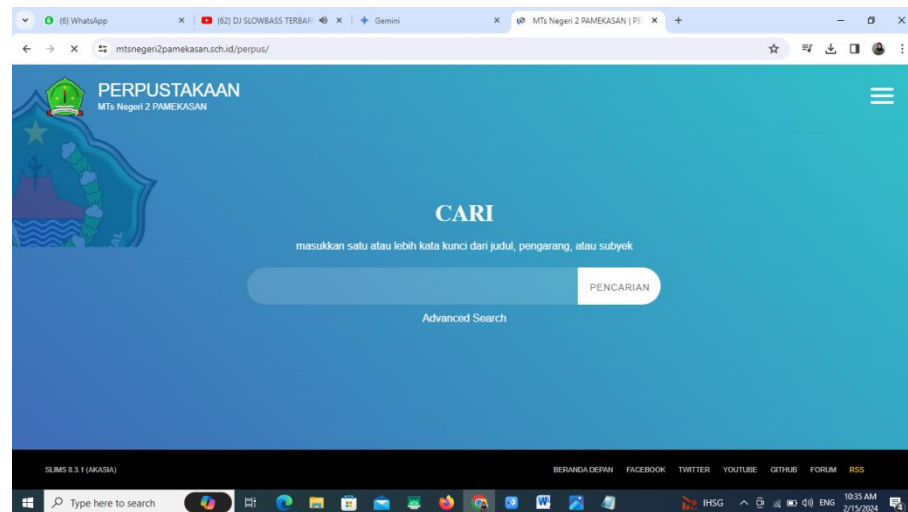 (6) WhatsApp
(62) DJ SLOWBASS TERBAR
Gemini
MTs Negeri 2 PAMEKASAN | PE
mtsnegeri2pamekasan.sch.id/perpus/
PERPUSTAKAAN
MTs Negeri 2 PAMEKASAN
CARI
masukkan satu atau lebih kata kunci dari judul, pengarang, atau subyek
PENCARIAN
Advanced Search
SLIMS 8.3.1 (AKASIA)
BERANDA DEPAN FACEBOOK TWITTER YOUTUBE GITHUB FORUM RSS
Type here to search
IHSG
ENG
10:35 AM
2/15/2024